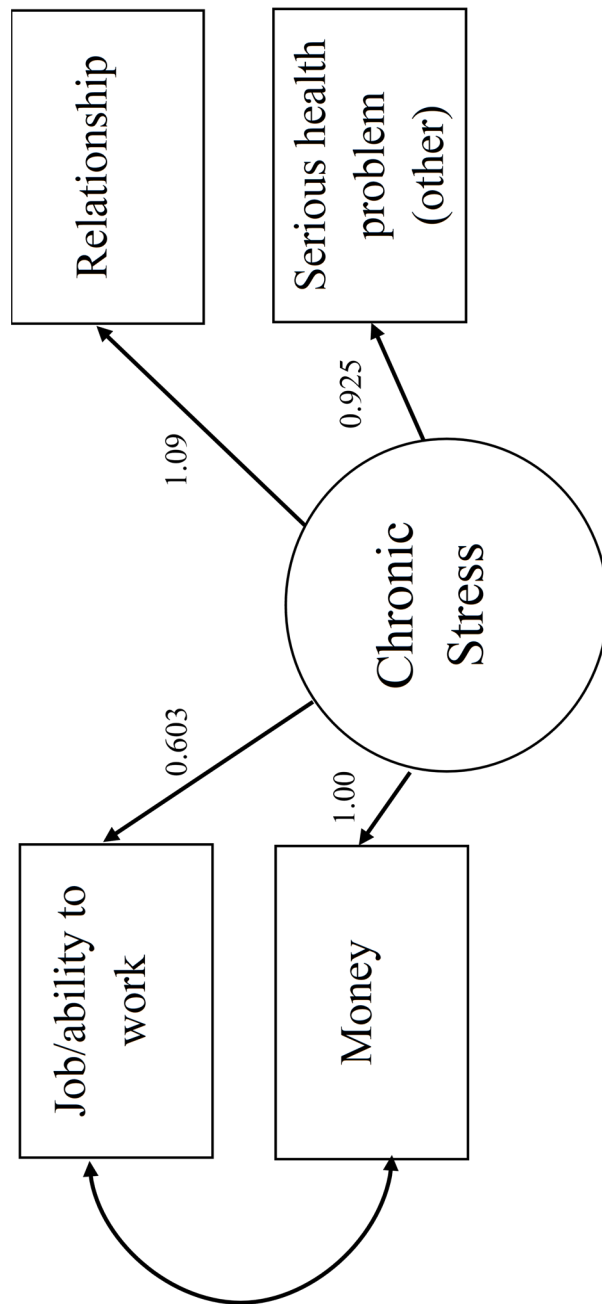 Job/ability to
work
Money
0.603
1.00
Chronic
Stress
1.09
0.925
Relationship
Serious health
problem
(other)